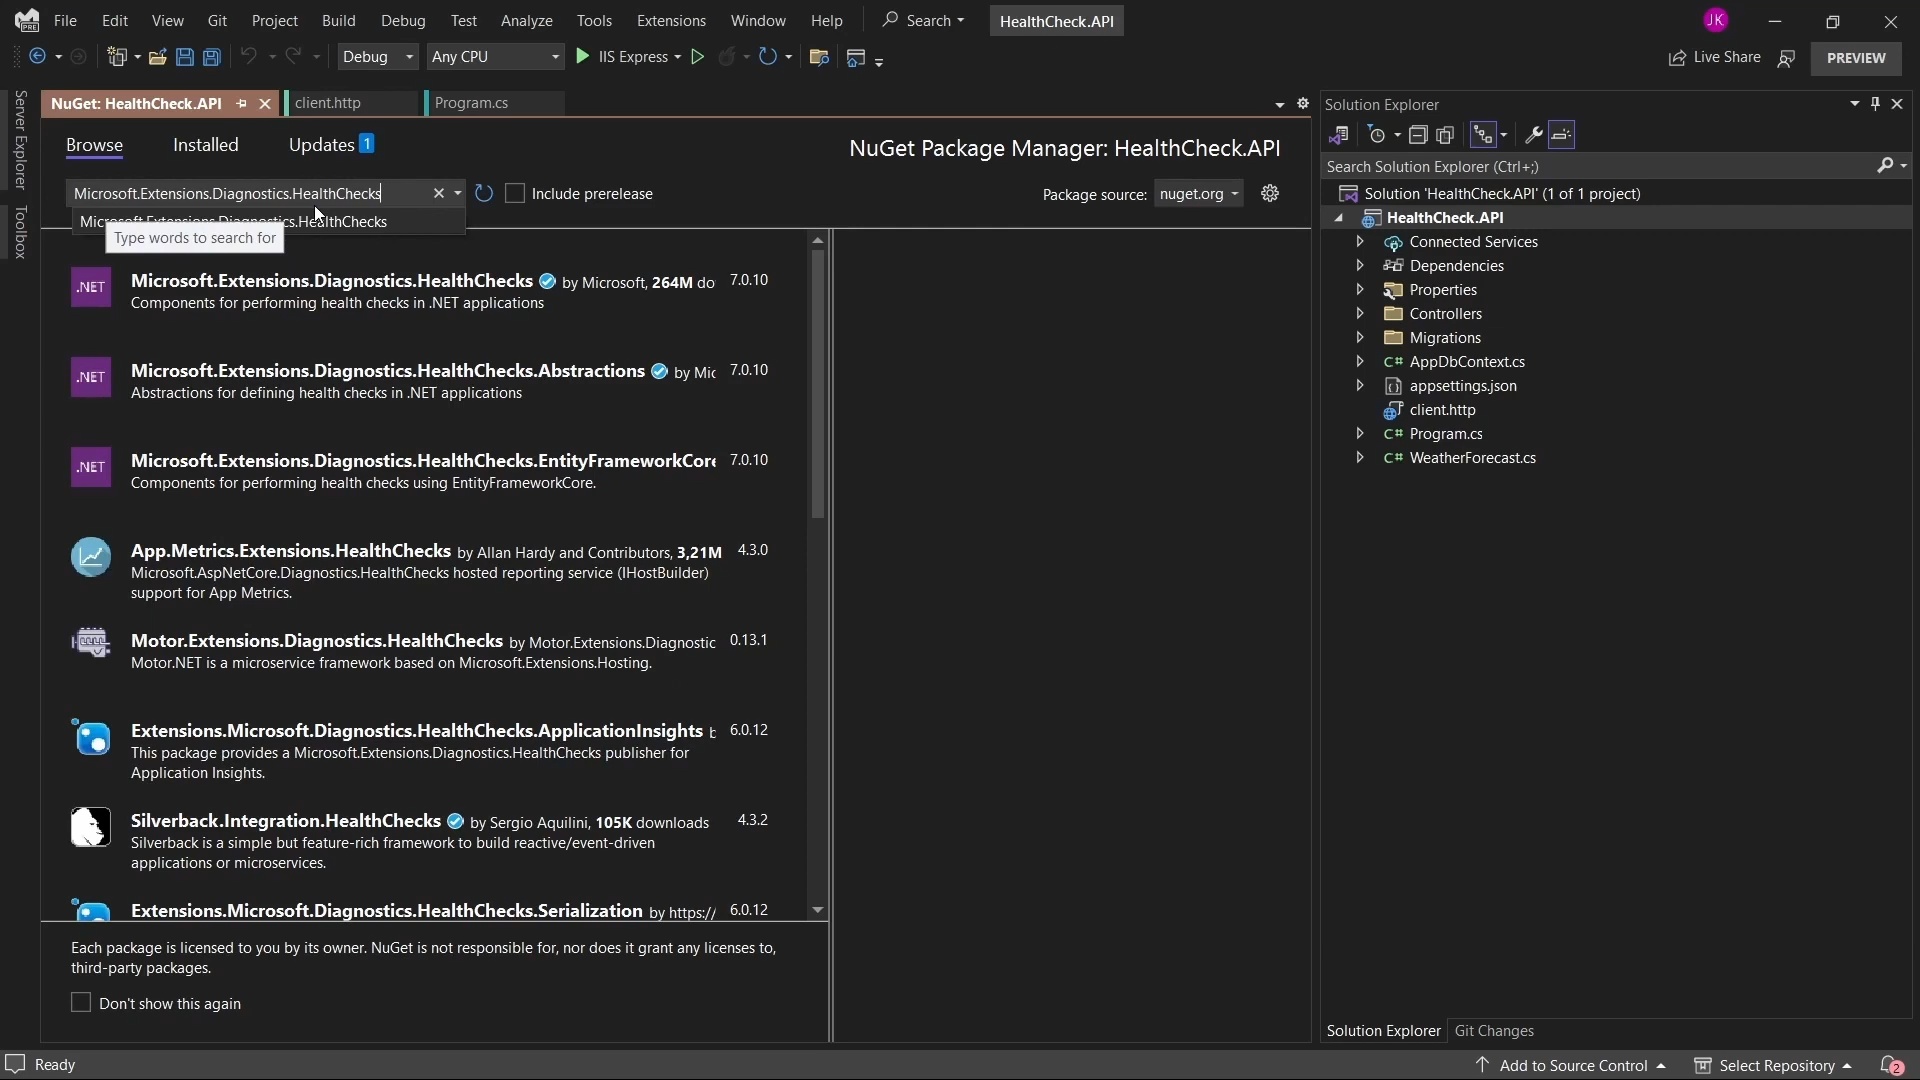 File Edit View Git Project Build Debug Test Analyze Tools Extensions Window Help Search HealthCheck.API JK
PRE
Debug Any CPU IIS Express Live Share PREVIEW
Server Explorer
Toolbox
NuGet: HealthCheck.API client.http Program.cs
Browse Installed Updates 1
NuGet Package Manager: HealthCheck.API
Microsoft.Extensions.Diagnostics.HealthChecks Include prerelease Package source: nuget.org
Microsoft.Extensions.Diagnostics.HealthChecks
Type words to search for
.NET Microsoft.Extensions.Diagnostics.HealthChecks by Microsoft, 264M do 7.0.10
Components for performing health checks in .NET applications
.NET Microsoft.Extensions.Diagnostics.HealthChecks.Abstractions by Mic 7.0.10
Abstractions for defining health checks in .NET applications
.NET Microsoft.Extensions.Diagnostics.HealthChecks.EntityFrameworkCore 7.0.10
Components for performing health checks using EntityFrameworkCore.
App.Metrics.Extensions.HealthChecks by Allan Hardy and Contributors, 3,21M 4.3.0
Microsoft.AspNetCore.Diagnostics.HealthChecks hosted reporting service (IHostBuilder)
support for App Metrics.
Motor.Extensions.Diagnostics.HealthChecks by Motor.Extensions.Diagnostic 0.13.1
Motor.NET is a microservice framework based on Microsoft.Extensions.Hosting.
Extensions.Microsoft.Diagnostics.HealthChecks.ApplicationInsights b 6.0.12
This package provides a Microsoft.Extensions.Diagnostics.HealthChecks publisher for
Application Insights.
Silverback.Integration.HealthChecks by Sergio Aquilini, 105K downloads 4.3.2
Silverback is a simple but feature-rich framework to build reactive/event-driven
applications or microservices.
Extensions.Microsoft.Diagnostics.HealthChecks.Serialization by https:// 6.0.12
Each package is licensed to you by its owner. NuGet is not responsible for, nor does it grant any licenses to,
third-party packages.
Don't show this again
Solution Explorer
Search Solution Explorer (Ctrl+;)
Solution 'HealthCheck.API' (1 of 1 project)
HealthCheck.API
Connected Services
Dependencies
Properties
Controllers
Migrations
C# AppDbContext.cs
appsettings.json
client.http
C# Program.cs
C# WeatherForecast.cs
Solution Explorer Git Changes
Ready Add to Source Control Select Repository 2